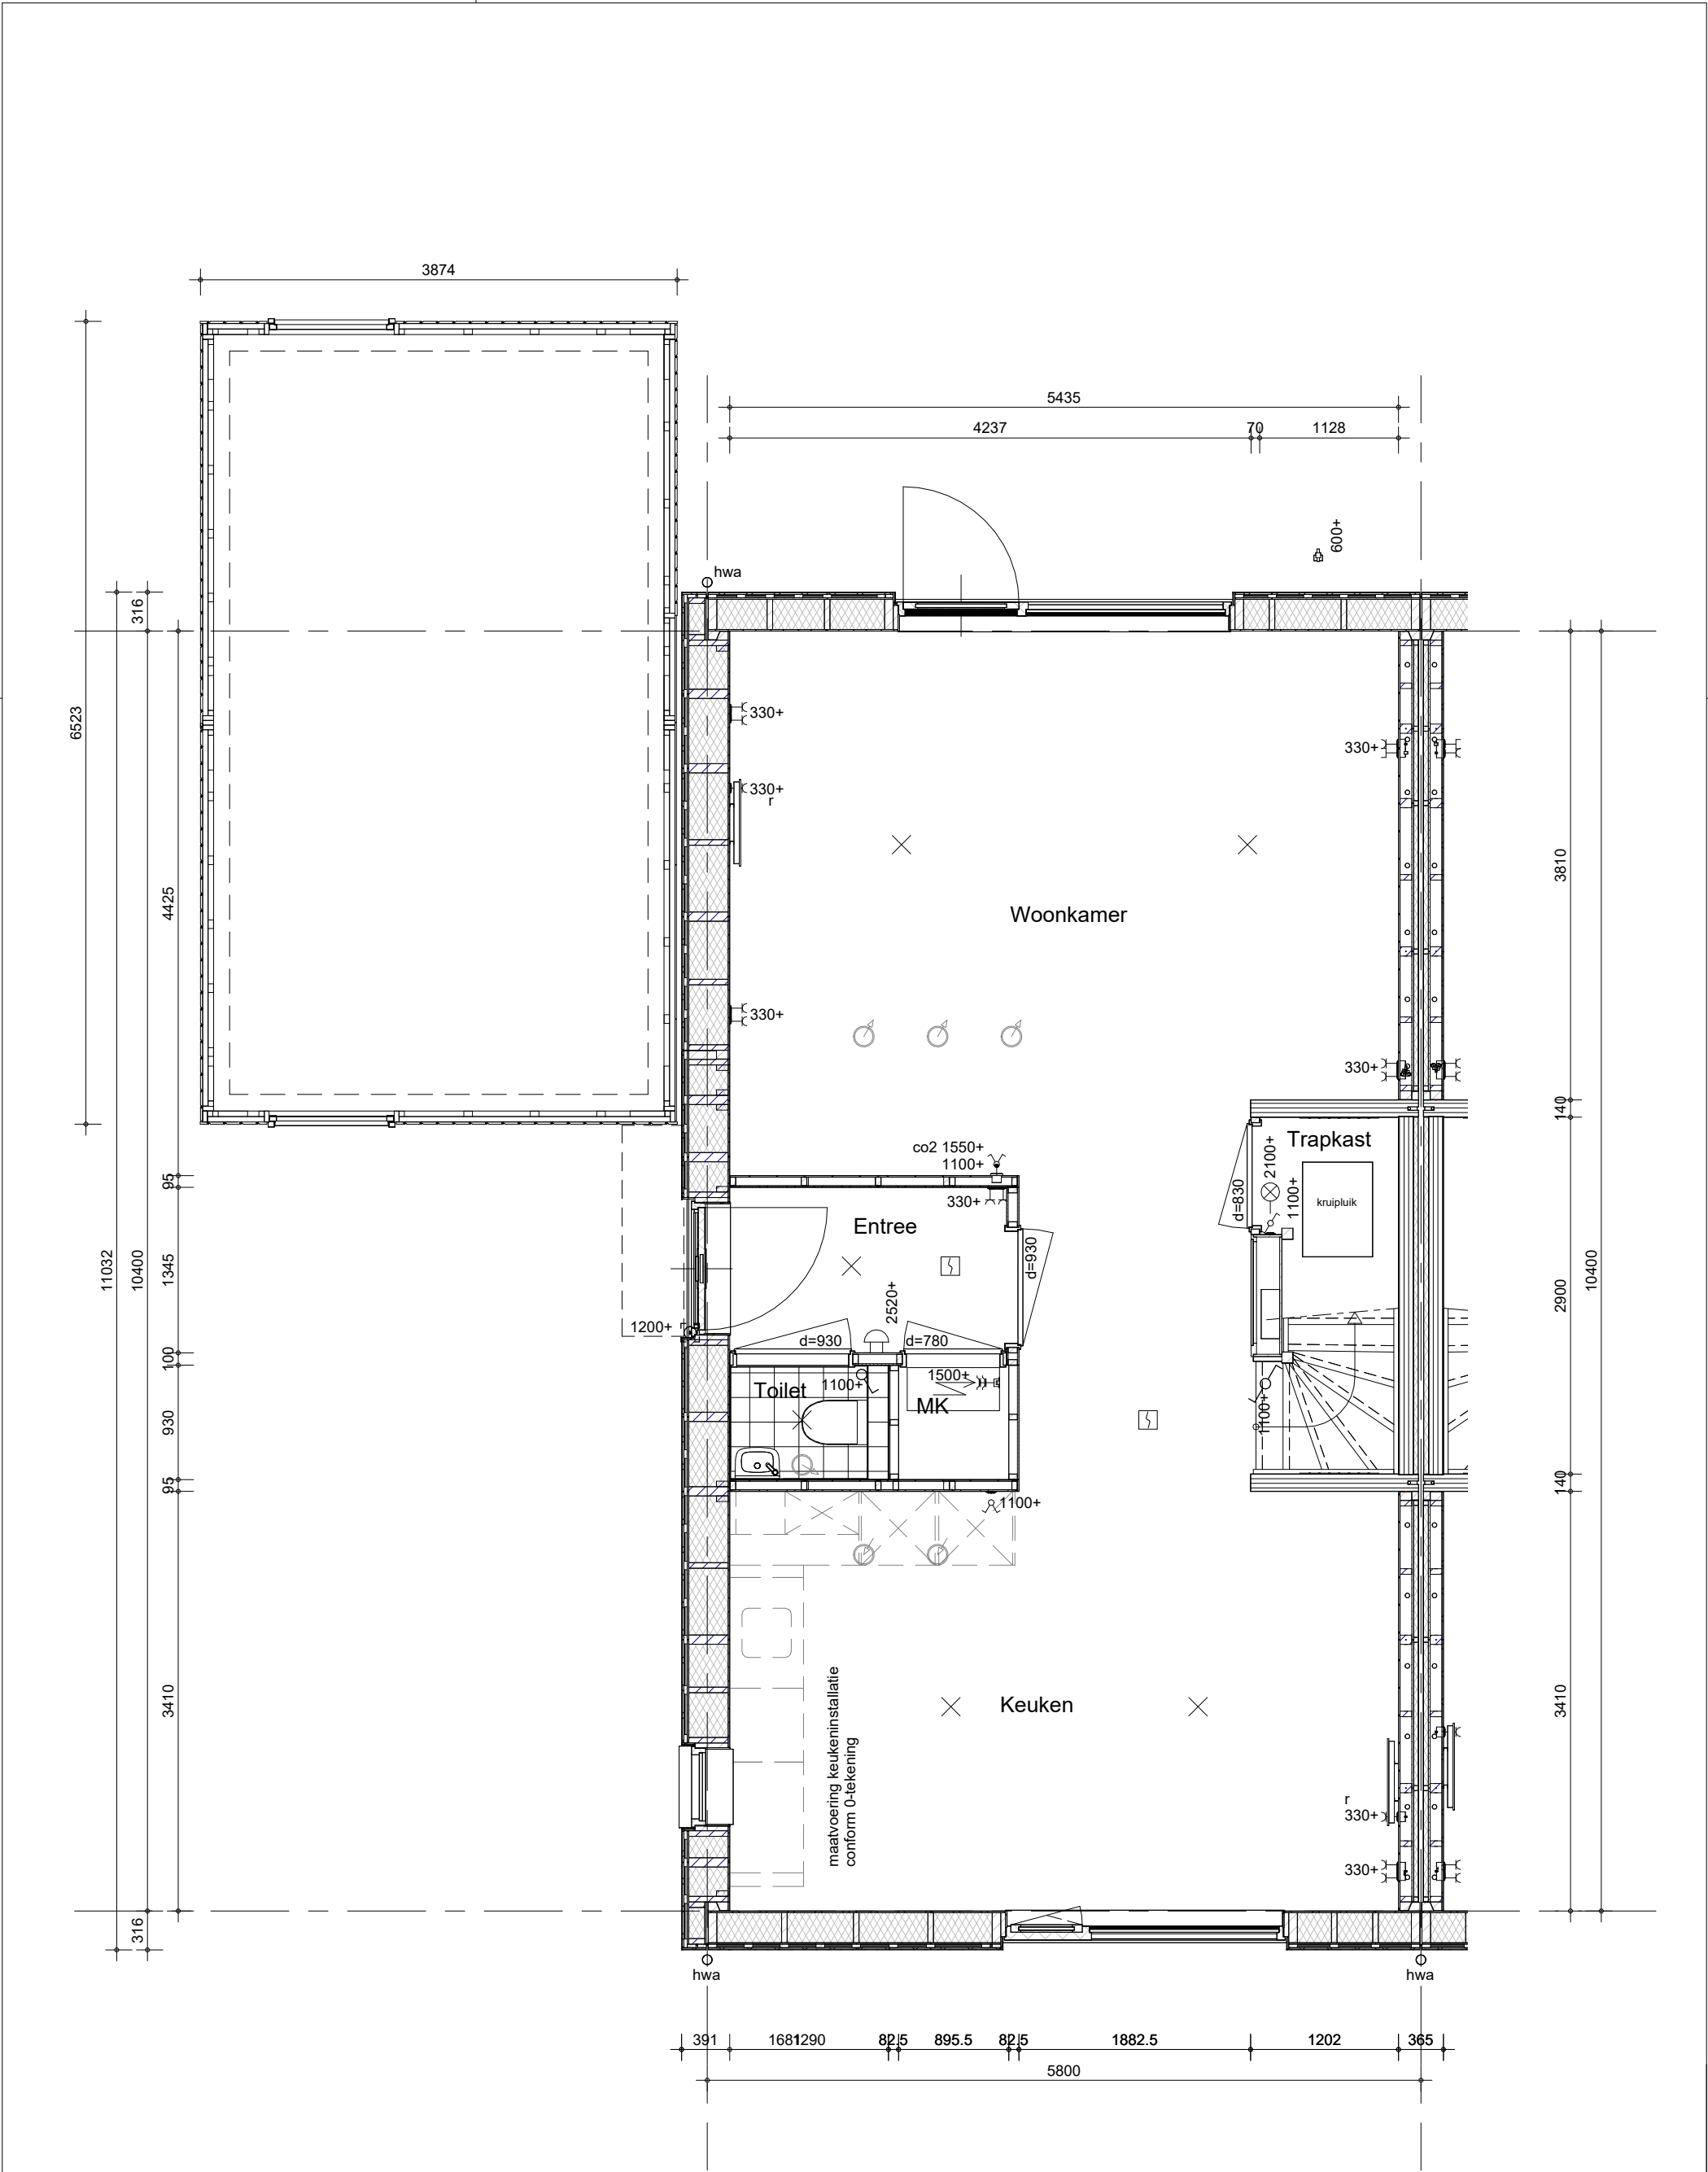 3874
5435
4237
70
1128
600+
hwa
316
6523
330+
330+
330+
r
3810
4425
Woonkamer
330+
330+
140
co2 1550+
1100+
Trapkast
2100+
1100+
kruipluik
95
330+
d=830
Entree
11032
10400
1345
d=930
2520+
2900
10400
1200+
d=930
d=780
100
Toilet
1100+
1500+
MK
1100+
930
95
140
1100+
3410
maatvoering keukeninstallatie
conform 0-tekening
Keuken
3410
r
330+
330+
316
hwa
hwa
391
82.5
895.5
82.5
1882.5
1202
365
5800